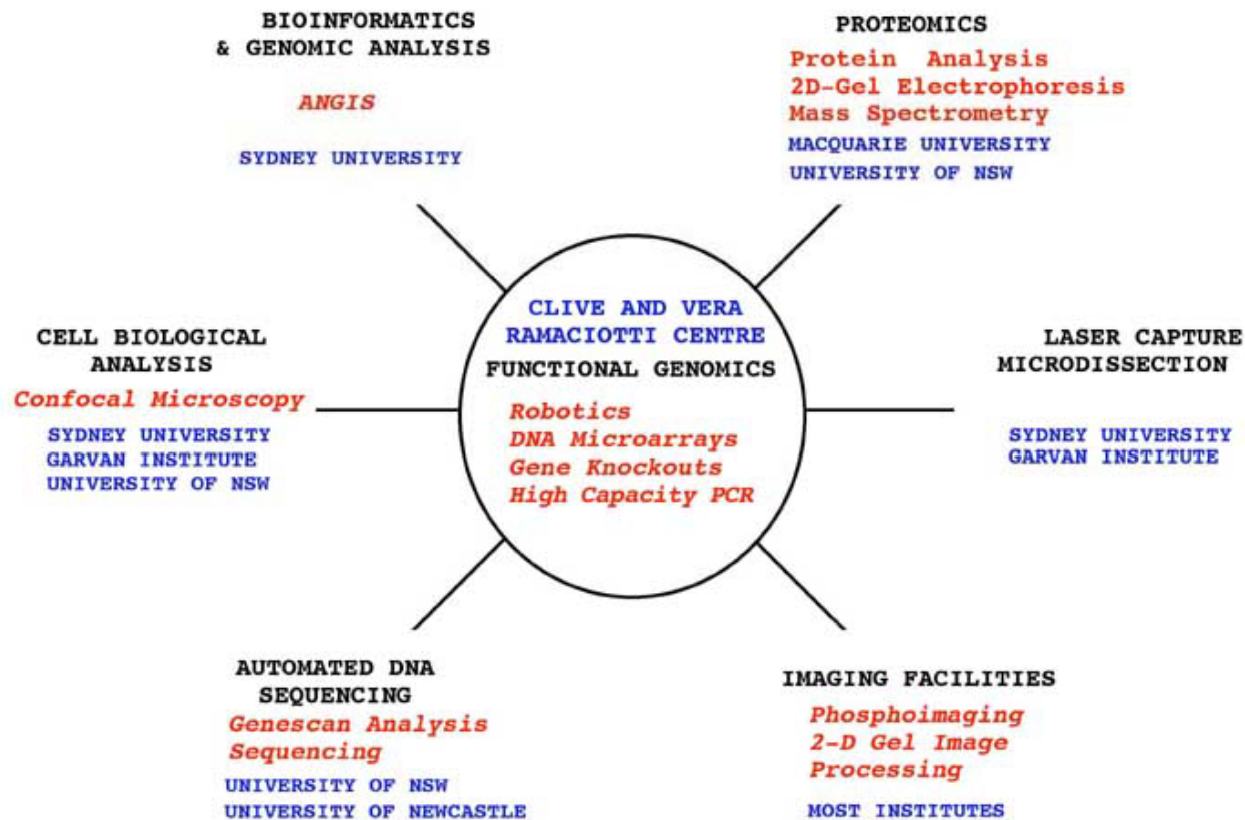 BIOINFORMATICS
& GENOMIC ANALYSIS
ANGIS
SYDNEY UNIVERSITY
PROTEOMICS
Protein Analysis
2D-Gel Electrophoresis
Mass Spectrometry
MACQUARIE UNIVERSITY
UNIVERSITY OF NSW
CELL BIOLOGICAL
ANALYSIS
Confocal Microscopy
SYDNEY UNIVERSITY
GARVAN INSTITUTE
UNIVERSITY OF NSW
CLIVE AND VERA
RAMACIOTTI CENTRE
FUNCTIONAL GENOMICS
Robotics
DNA Microarrays
Gene Knockouts
High Capacity PCR
LASER CAPTURE
MICRODISSECTION
SYDNEY UNIVERSITY
GARVAN INSTITUTE
AUTOMATED DNA
SEQUENCING
Genescan Analysis
Sequencing
UNIVERSITY OF NSW
UNIVERSITY OF NEWCASTLE
IMAGING FACILITIES
Phosphoimaging
2-D Gel Image
Processing
MOST INSTITUTES